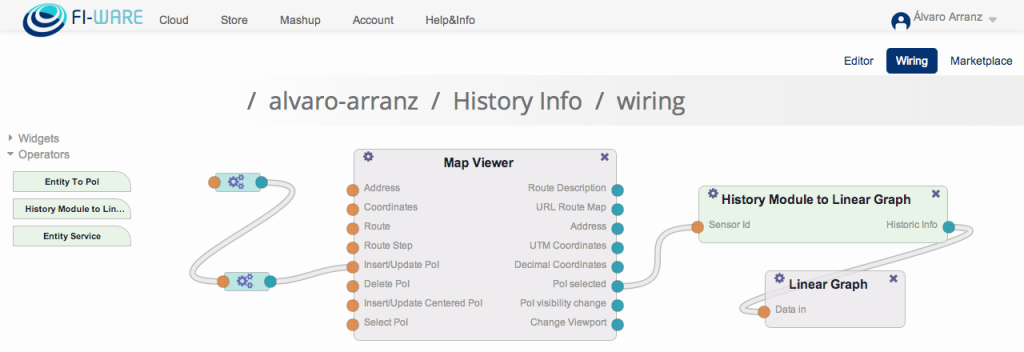 FI-WARE Cloud Store Mashup Account Help&Info Álvaro Arranz
Editor Wiring Marketplace
/ alvaro-arranz / History Info / wiring
Widgets
Operators
Entity To PoI
History Module to Lin...
Entity Service
Map Viewer
Address Route Description
Coordinates URL Route Map
Route Address
Route Step UTM Coordinates
Insert/Update PoI Decimal Coordinates
Delete PoI PoI selected
Insert/Update Centered PoI PoI visibility change
Select PoI Change Viewport
History Module to Linear Graph
Sensor Id Historic Info
Linear Graph
Data in